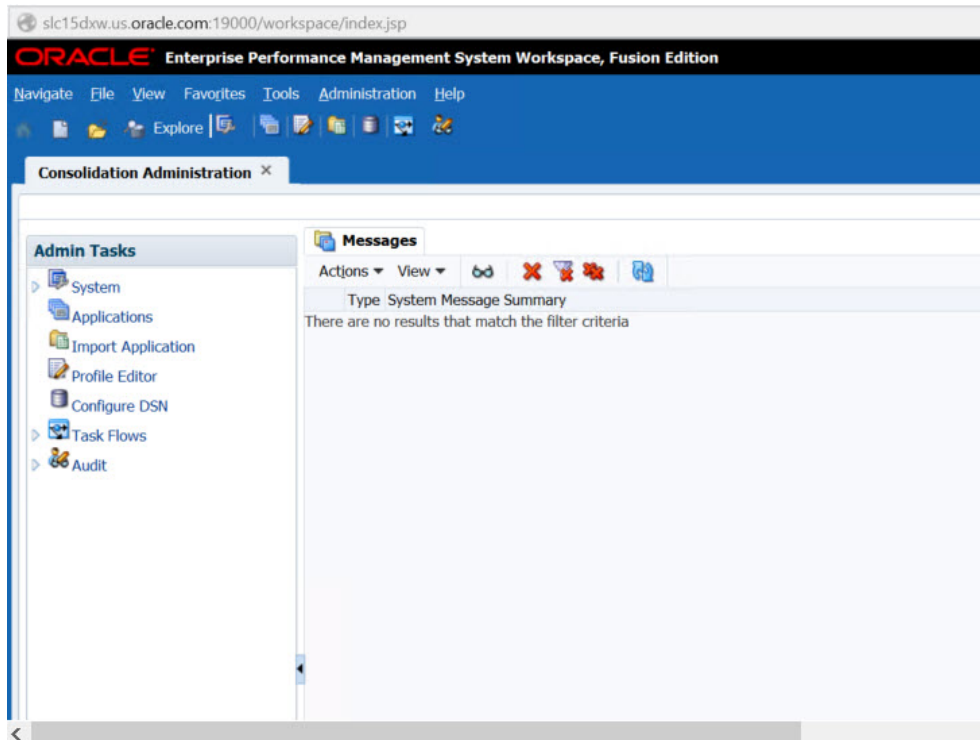 slc15dxw.us.oracle.com:19000/workspace/index.jsp
ORACLE Enterprise Performance Management System Workspace, Fusion Edition
Navigate File View Favorites Tools Administration Help
Explore
Consolidation Administration
Admin Tasks
System
Applications
Import Application
Profile Editor
Configure DSN
Task Flows
Audit
Messages
Actions View
Type System Message Summary
There are no results that match the filter criteria